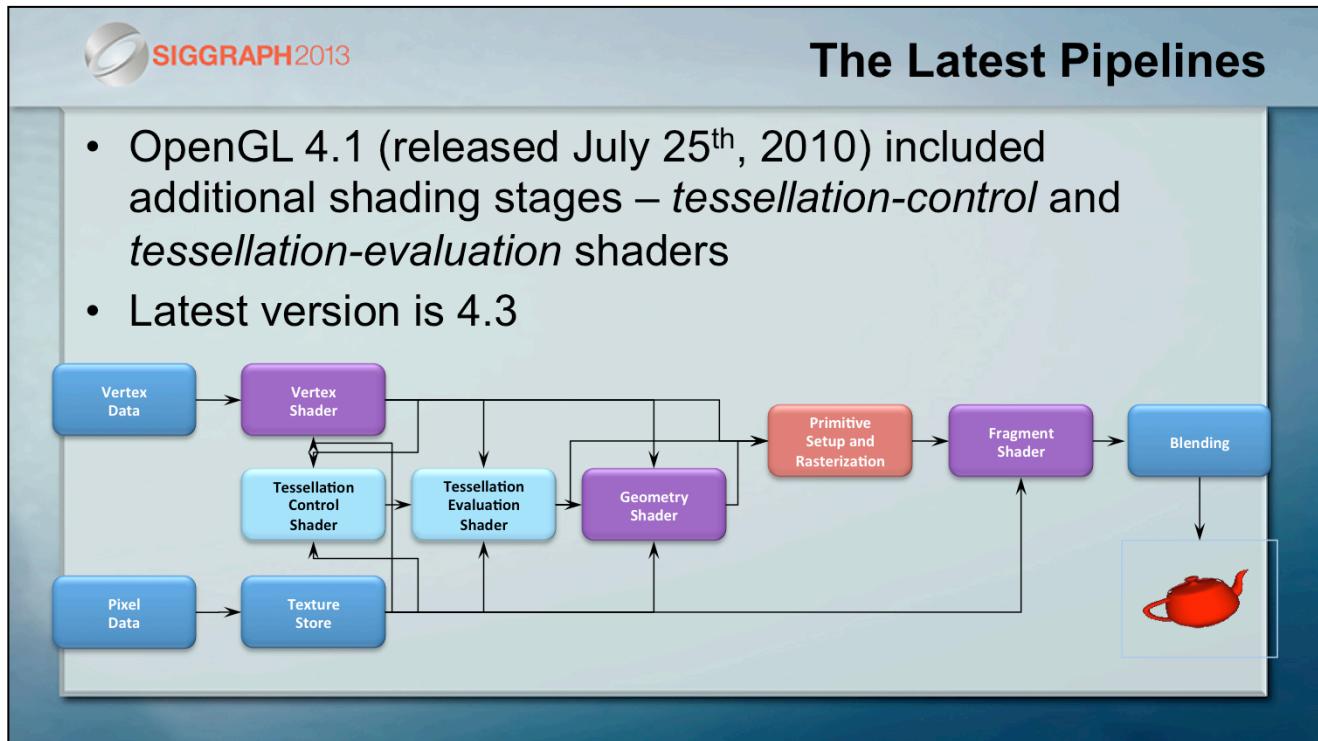 SIGGRAPH2013
The Latest Pipelines
• OpenGL 4.1 (released July 25th, 2010) included
additional shading stages – tessellation-control and
tessellation-evaluation shaders
• Latest version is 4.3
Vertex
Data
Vertex
Shader
Primitive
Setup and
Rasterization
Fragment
Shader
Blending
Tessellation
Control
Shader
Tessellation
Evaluation
Shader
Geometry
Shader
Pixel
Data
Texture
Store